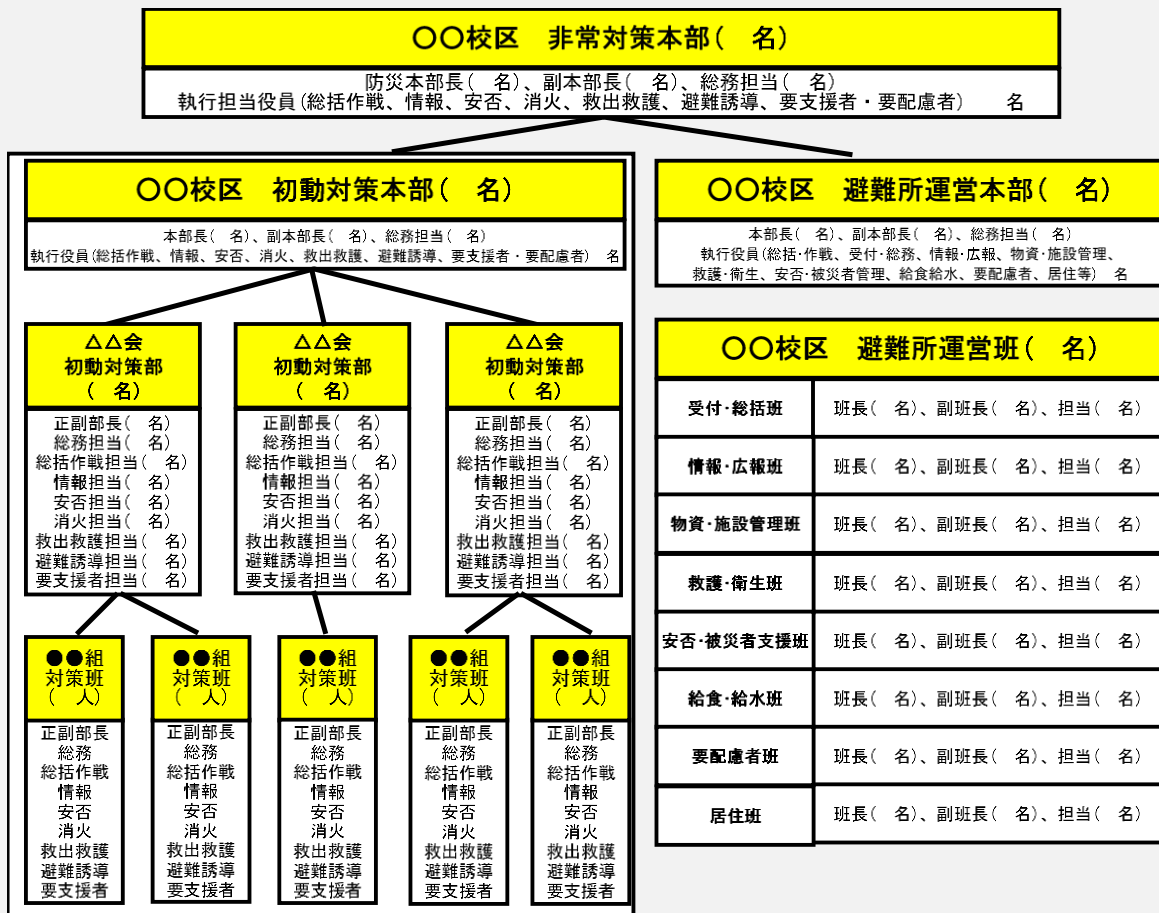 〇〇校区　非常対策本部(　名)
防災本部長(　名)、副本部長(　名)、総務担当(　名)
執行担当役員(総括作戦、情報、安否、消火、救出救護、避難誘導、要支援者・要配慮者)　　名
〇〇校区　初動対策本部(　名)
本部長(　名)、副本部長(　名)、総務担当(　名)
執行役員(総括作戦、情報、安否、消火、救出救護、避難誘導、要支援者・要配慮者)　名
△△会
初動対策部
(　名)
正副部長(　名)
総務担当(　名)
総括作戦担当(　名)
情報担当(　名)
安否担当(　名)
消火担当(　名)
救出救護担当(　名)
避難誘導担当(　名)
要支援者担当(　名)
△△会
初動対策部
(　名)
正副部長(　名)
総務担当(　名)
総括作戦担当(　名)
情報担当(　名)
安否担当(　名)
消火担当(　名)
救出救護担当(　名)
避難誘導担当(　名)
要支援者担当(　名)
△△会
初動対策部
(　名)
正副部長(　名)
総務担当(　名)
総括作戦担当(　名)
情報担当(　名)
安否担当(　名)
消火担当(　名)
救出救護担当(　名)
避難誘導担当(　名)
要支援者担当(　名)
●●組
対策班
(　人)
正副部長
総務
総括作戦
情報
安否
消火
救出救護
避難誘導
要支援者
●●組
対策班
(　人)
正副部長
総務
総括作戦
情報
安否
消火
救出救護
避難誘導
要支援者
●●組
対策班
(　人)
正副部長
総務
総括作戦
情報
安否
消火
救出救護
避難誘導
要支援者
●●組
対策班
(　人)
正副部長
総務
総括作戦
情報
安否
消火
救出救護
避難誘導
要支援者
●●組
対策班
(　人)
正副部長
総務
総括作戦
情報
安否
消火
救出救護
避難誘導
要支援者
〇〇校区　避難所運営本部(　名)
本部長(　名)、副本部長(　名)、総務担当(　名)
執行役員(総括・作戦、受付・総務、情報・広報、物資・施設管理、
救護・衛生、安否・被災者管理、給食給水、要配慮者、居住等)　名
〇〇校区　避難所運営班(　名)
受付・総括班　班長(　名)、副班長(　名)、担当(　名)
情報・広報班　班長(　名)、副班長(　名)、担当(　名)
物資・施設管理班　班長(　名)、副班長(　名)、担当(　名)
救護・衛生班　班長(　名)、副班長(　名)、担当(　名)
安否・被災者支援班　班長(　名)、副班長(　名)、担当(　名)
給食・給水班　班長(　名)、副班長(　名)、担当(　名)
要配慮者班　班長(　名)、副班長(　名)、担当(　名)
居住班　班長(　名)、副班長(　名)、担当(　名)